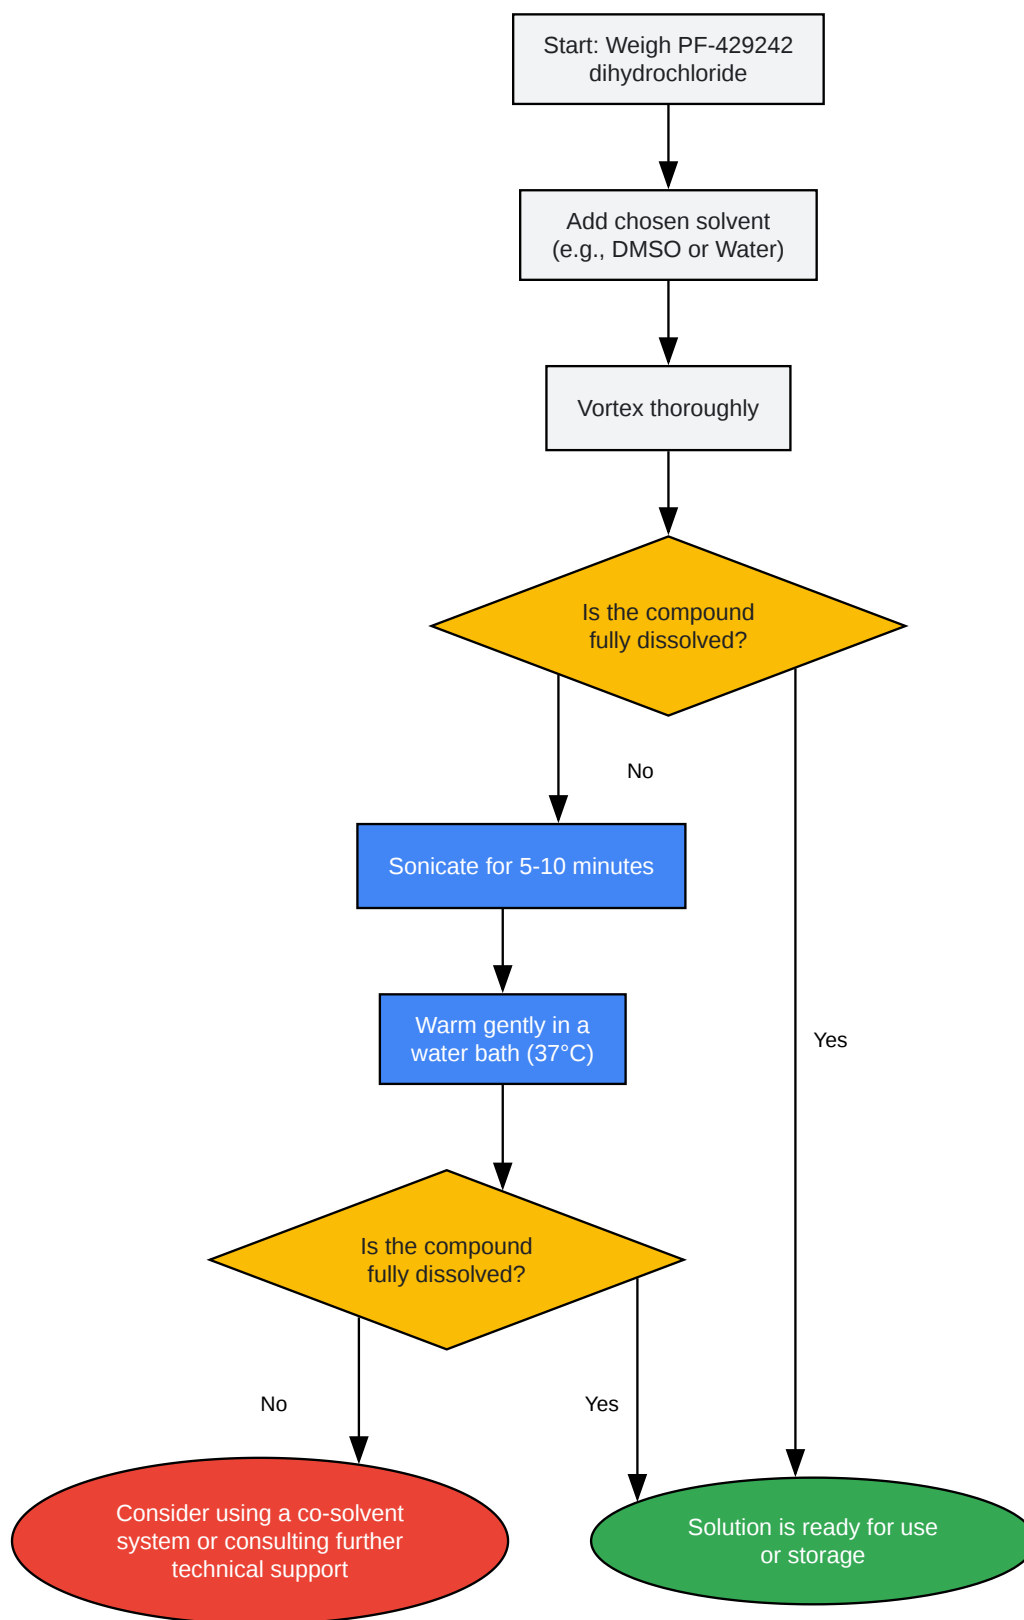 Start: Weigh PF-429242
dihydrochloride
Add chosen solvent
(e.g., DMSO or Water)
Vortex thoroughly
Is the compound
fully dissolved?
No
Sonicate for 5-10 minutes
Warm gently in a
water bath (37°C)
Yes
Is the compound
fully dissolved?
No
Yes
Consider using a co-solvent
system or consulting further
technical support
Solution is ready for use
or storage